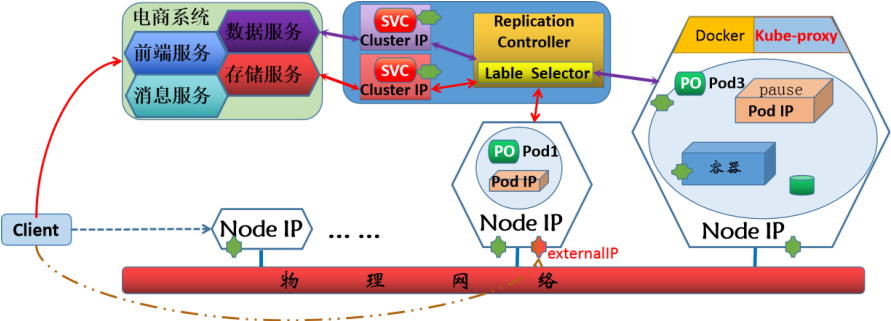 电商系统
数据服务
前端服务
存储服务
消息服务
SVC
Cluster IP
SVC
Cluster IP
Replication
Controller
Lable Selector
Docker
Kube-proxy
PO Pod3
pause
Pod IP
容器
Node IP
PO Pod1
Pod IP
Node IP
externalIP
Client
Node IP
... ...
物理网络